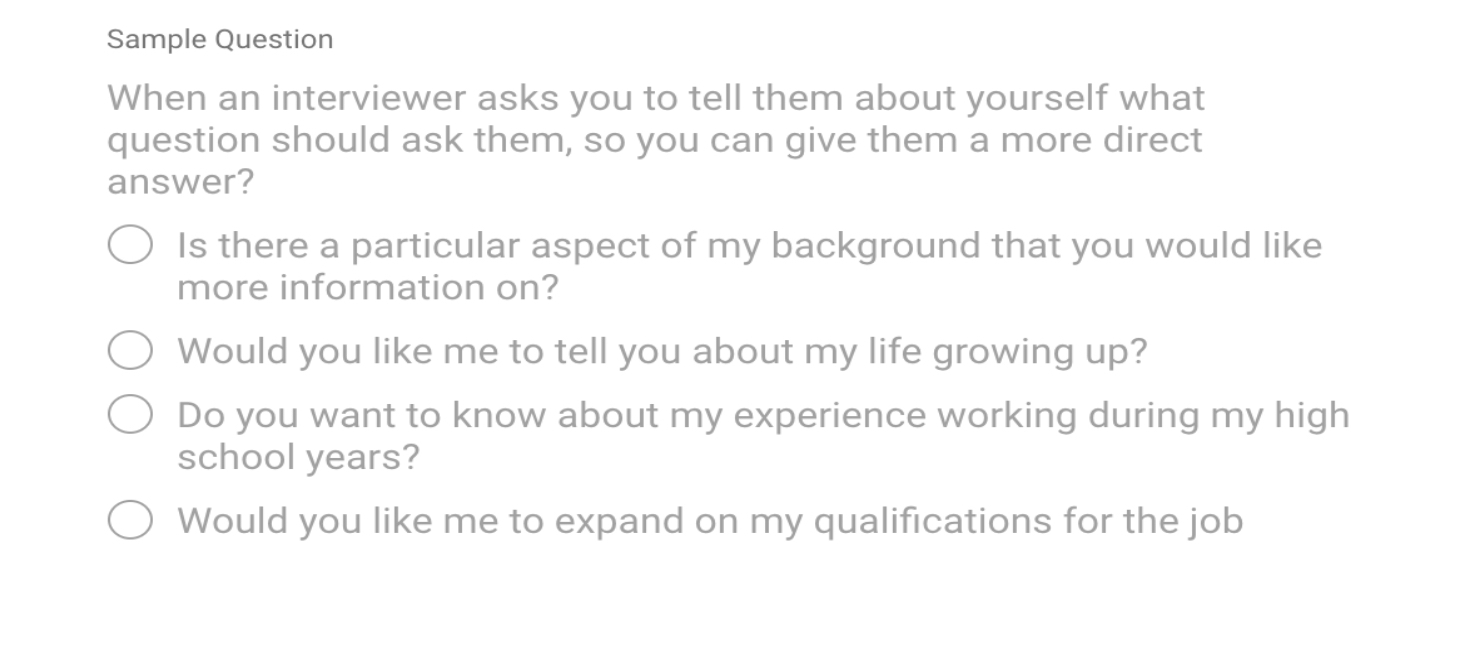 Sample Question
When an interviewer asks you to tell them about yourself what
question should ask them, so you can give them a more direct
answer?
Is there a particular aspect of my background that you would like
more information on?
Would you like me to tell you about my life growing up?
Do you want to know about my experience working during my high
school years?
Would you like me to expand on my qualifications for the job